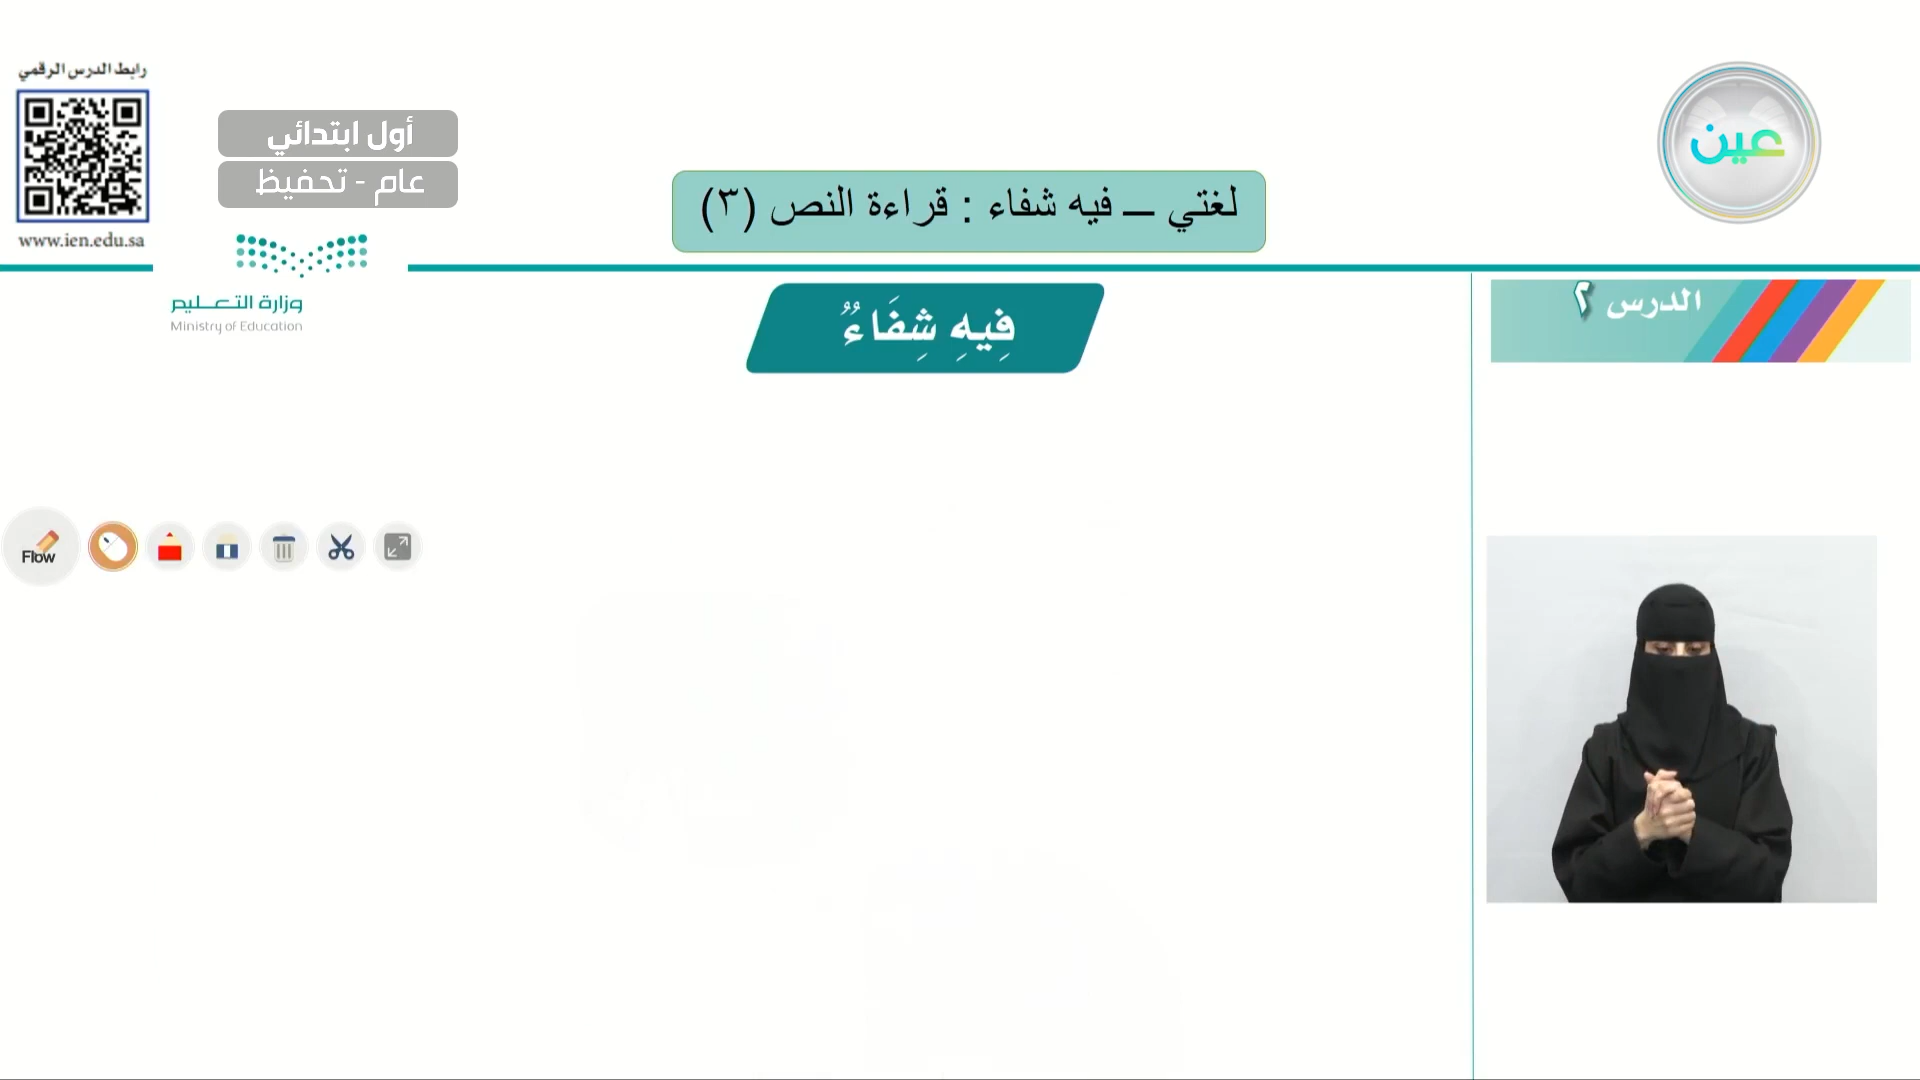 رابط الدرس الرقمي
www.ien.edu.sa
أول ابتدائي
عام - تحفيظ
وزارة التعليم
Ministry of Education
لغتي – فيه شفاء : قراءة النص (٣)
عين
فِيهِ شِفَاءٌ
الدرس ٢
Flow